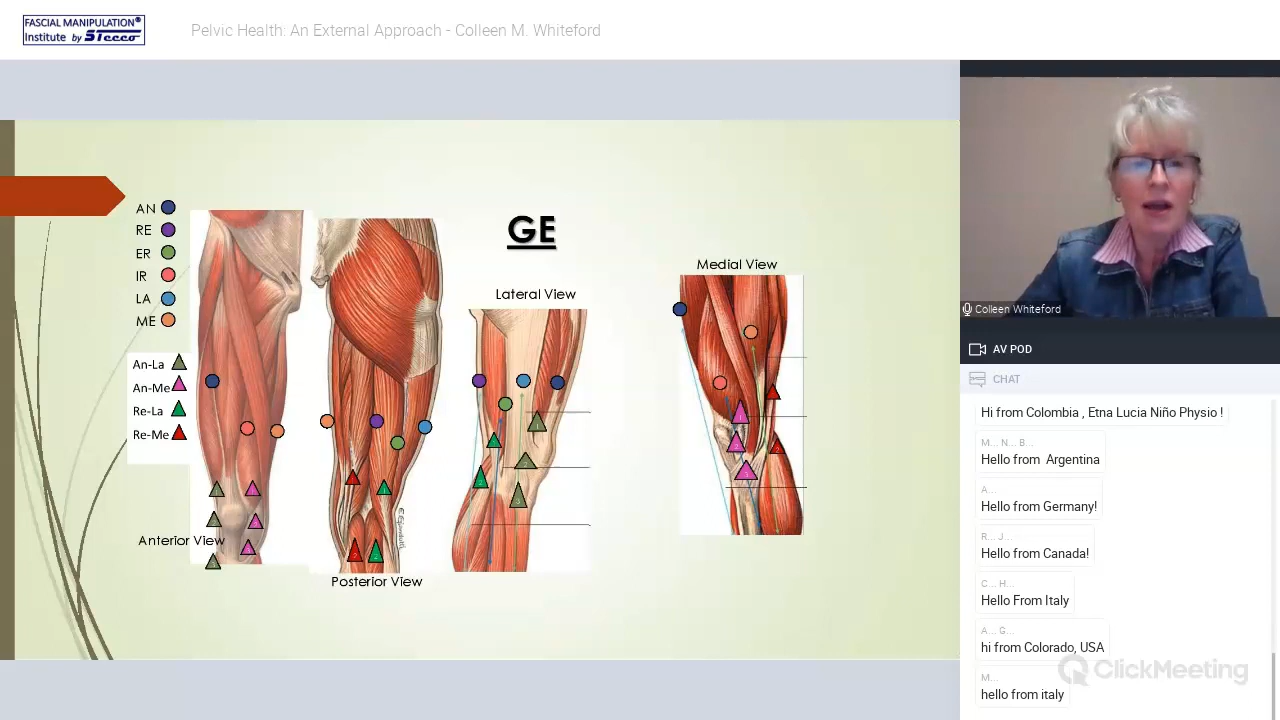 FASCIAL MANIPULATION®
Institute by STECCO
Pelvic Health: An External Approach - Colleen M. Whiteford
AN
RE
ER
IR
LA
ME
An-La
An-Me
Re-La
Re-Me
GE
Anterior View
Posterior View
Lateral View
Medial View
Colleen Whiteford
AV POD
CHAT
Hi from Colombia , Etna Lucia Niño Physio !
M... N... B...
Hello from Argentina
A...
Hello from Germany!
R... J...
Hello from Canada!
C... H...
Hello From Italy
A... G...
hi from Colorado, USA
M...
hello from italy
ClickMeeting